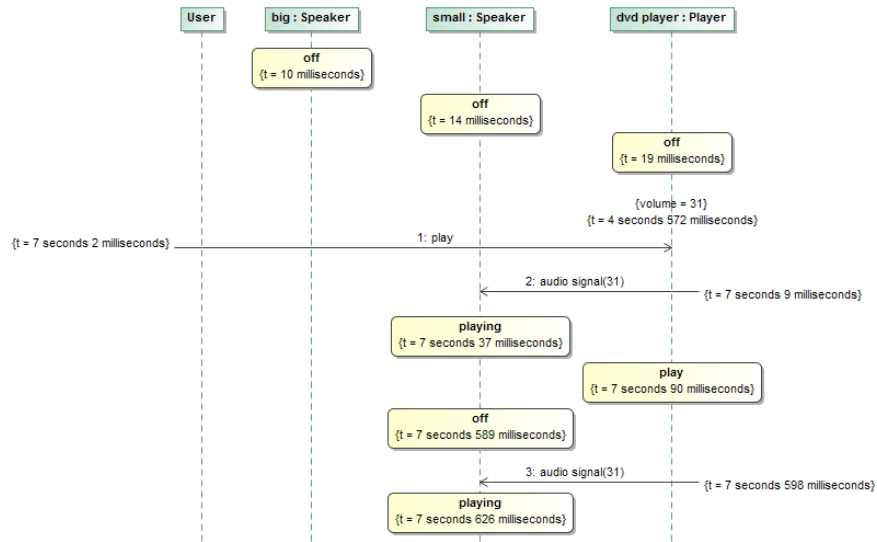 User
big : Speaker
small : Speaker
dvd player : Player
off
{t = 10 milliseconds}
off
{t = 14 milliseconds}
off
{t = 19 milliseconds}
{volume = 31}
{t = 4 seconds 572 milliseconds}
{t = 7 seconds 2 milliseconds}
1: play
2: audio signal(31)
{t = 7 seconds 9 milliseconds}
playing
{t = 7 seconds 37 milliseconds}
play
{t = 7 seconds 90 milliseconds}
off
{t = 7 seconds 589 milliseconds}
3: audio signal(31)
{t = 7 seconds 598 milliseconds}
playing
{t = 7 seconds 626 milliseconds}